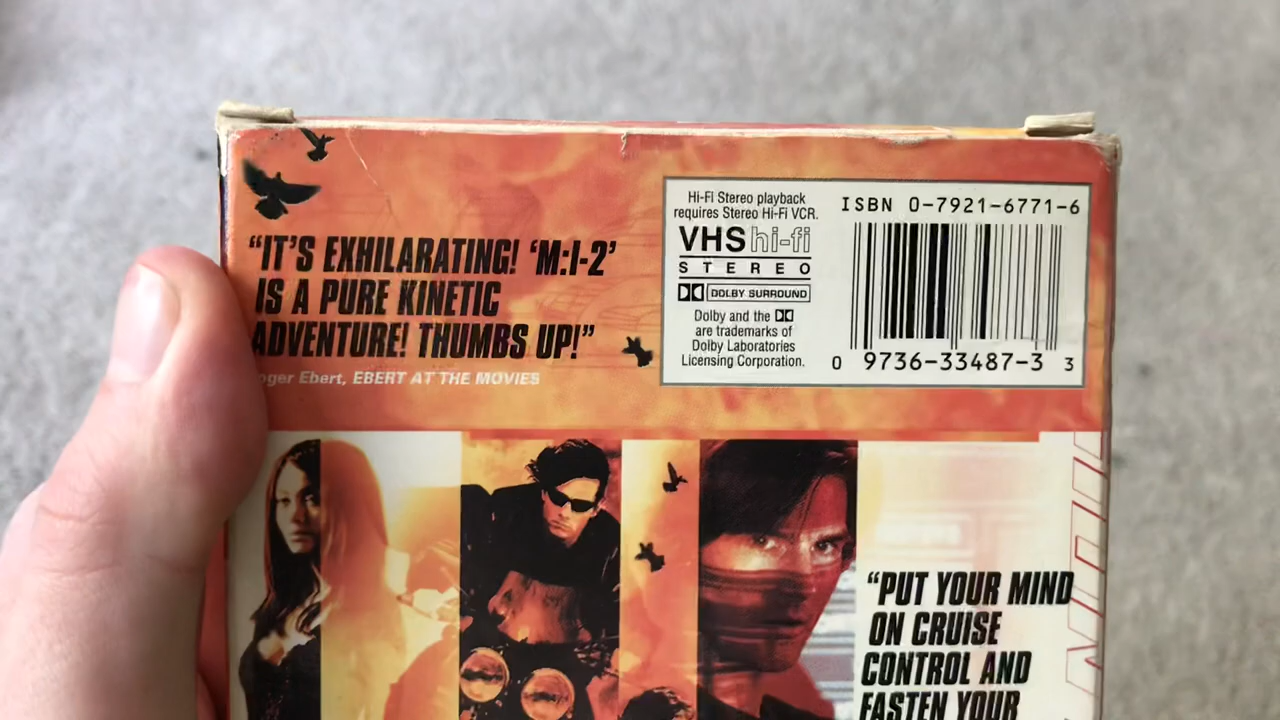 “IT'S EXHILARATING! ‘M:I-2’
IS A PURE KINETIC
ADVENTURE! THUMBS UP!”
oger Ebert, EBERT AT THE MOVIES
Hi-Fi Stereo playback
requires Stereo Hi-Fi VCR.
VHS hi-fi
STEREO
DOLBY SURROUND
Dolby and the
are trademarks of
Dolby Laboratories
Licensing Corporation.
ISBN 0-7921-6771-6
0 9736-33487-3 3
“PUT YOUR MIND
ON CRUISE
CONTROL AND
FASTEN YOUR